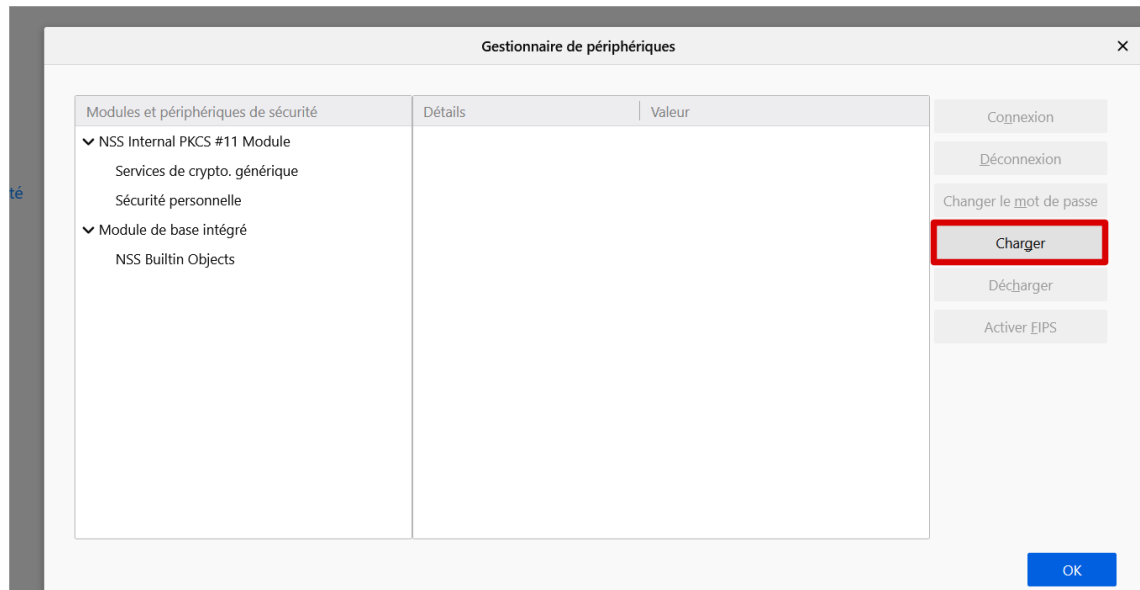 Gestionnaire de périphériques
Modules et périphériques de sécurité
Détails
Valeur
NSS Internal PKCS #11 Module
Services de crypto. générique
Sécurité personnelle
Module de base intégré
NSS Builtin Objects
té
Connexion
Déconnexion
Changer le mot de passe
Charger
Décharger
Activer FIPS
OK